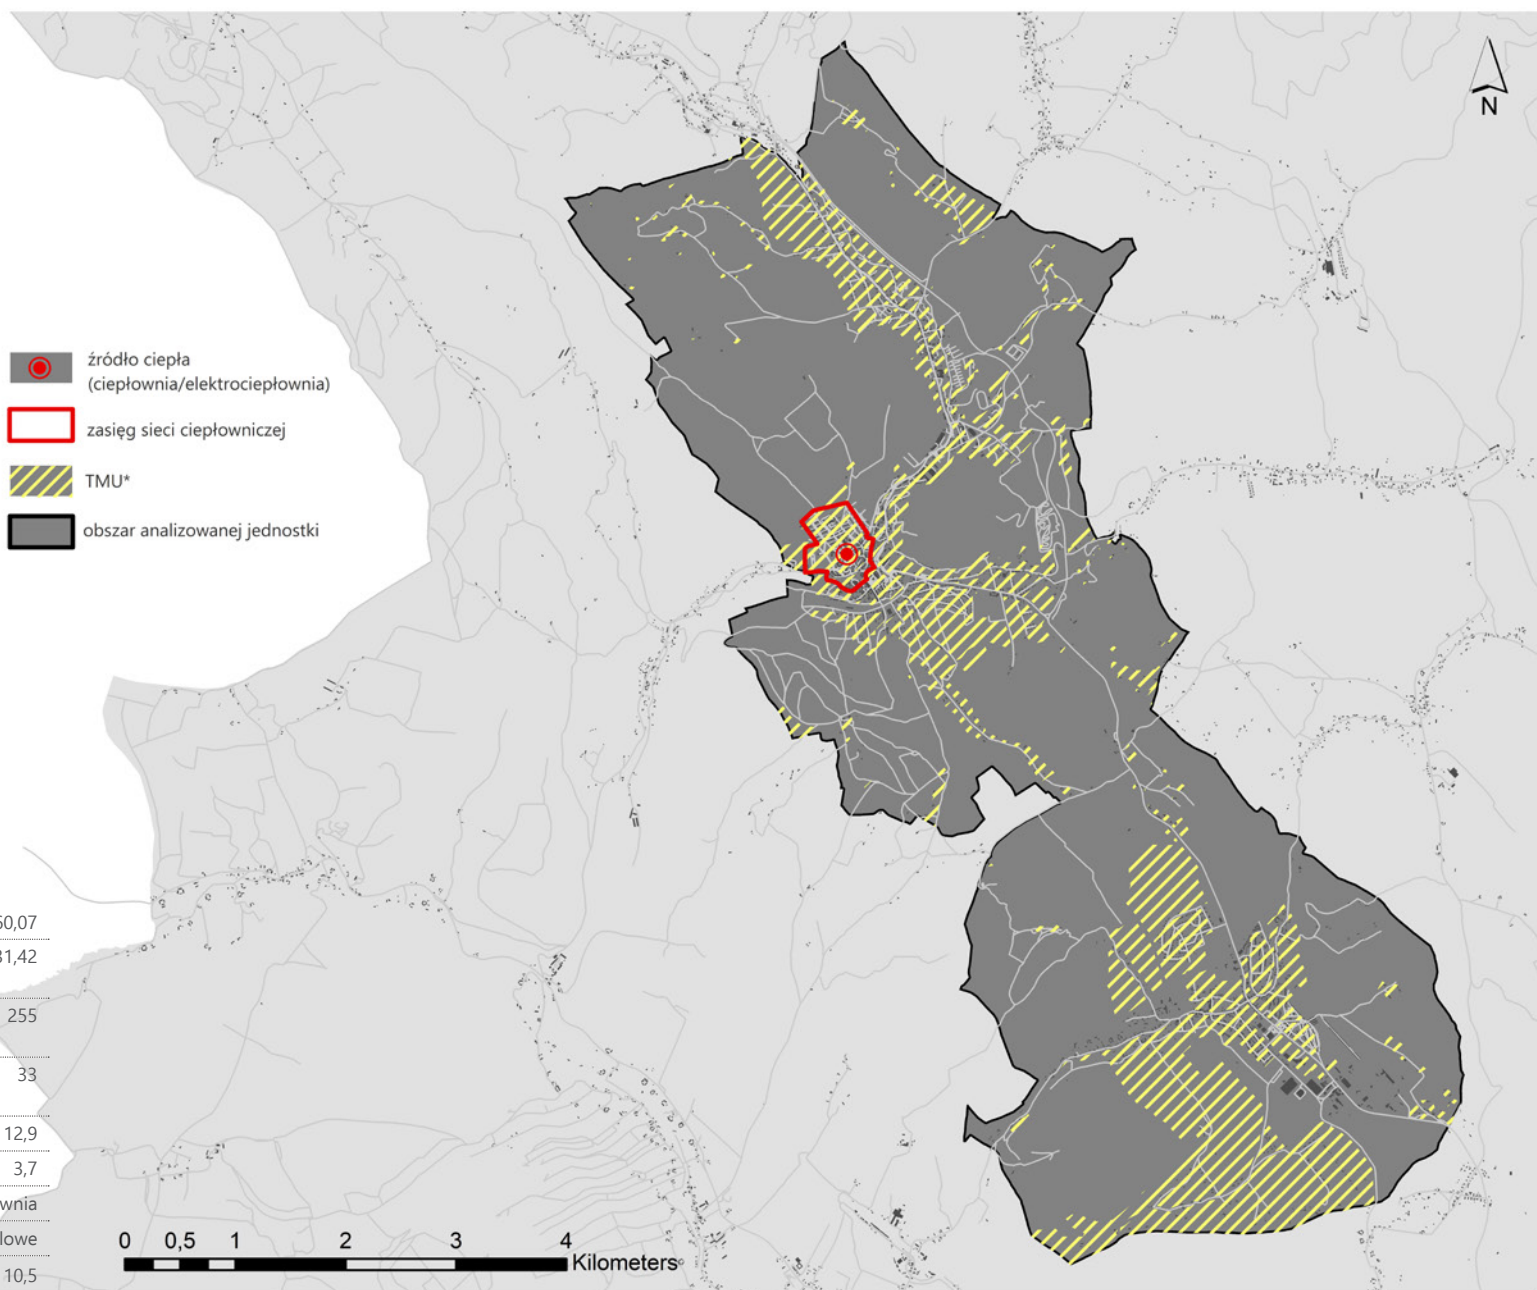 N
źródło ciepła
(ciepłownia/elektrociepłownia)
zasięg sieci ciepłowniczej
TMU*
obszar analizowanej jednostki
60,07
31,42
255
33
12,9
3,7
wnia
lowe
10,5
0 0,5 1 2 3 4
Kilometers